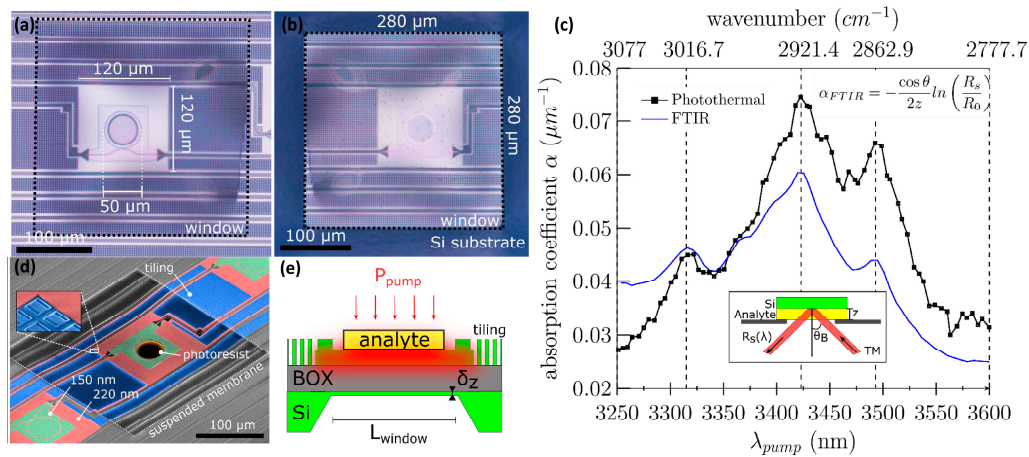 (a)
120 µm
120 µm
50 µm
window
100 µm
(b)
280 µm
280 µm
window
Si substrate
100 µm
(c)
wavenumber (cm⁻¹)
3077 3016.7 2921.4 2862.9 2777.7
0.08
0.07
0.06
0.05
0.04
0.03
0.02
absorption coefficient α (µm⁻¹)
Photothermal
FTIR
α_FTIR = − cos θ / 2z ln (R_s / R_0)
Si
Analyte
z
R_S(λ)
θ_B
TM
3250 3300 3350 3400 3450 3500 3550 3600
λ_pump (nm)
(d)
tiling
photoresist
150 nm
220 nm
suspended membrane
100 µm
(e)
P_pump
analyte
tiling
BOX
δ_z
Si
L_window